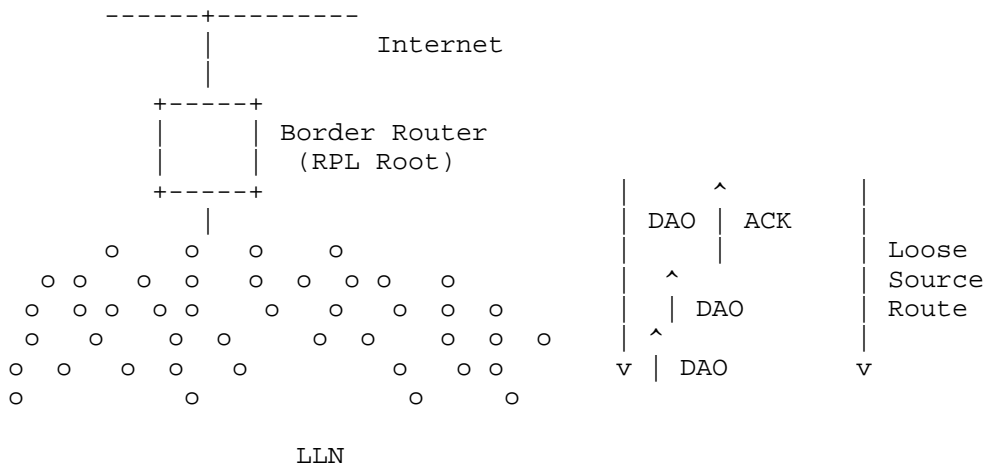 Internet
Border Router
(RPL Root)
DAO ACK
Loose
Source
DAO Route
DAO
LLN